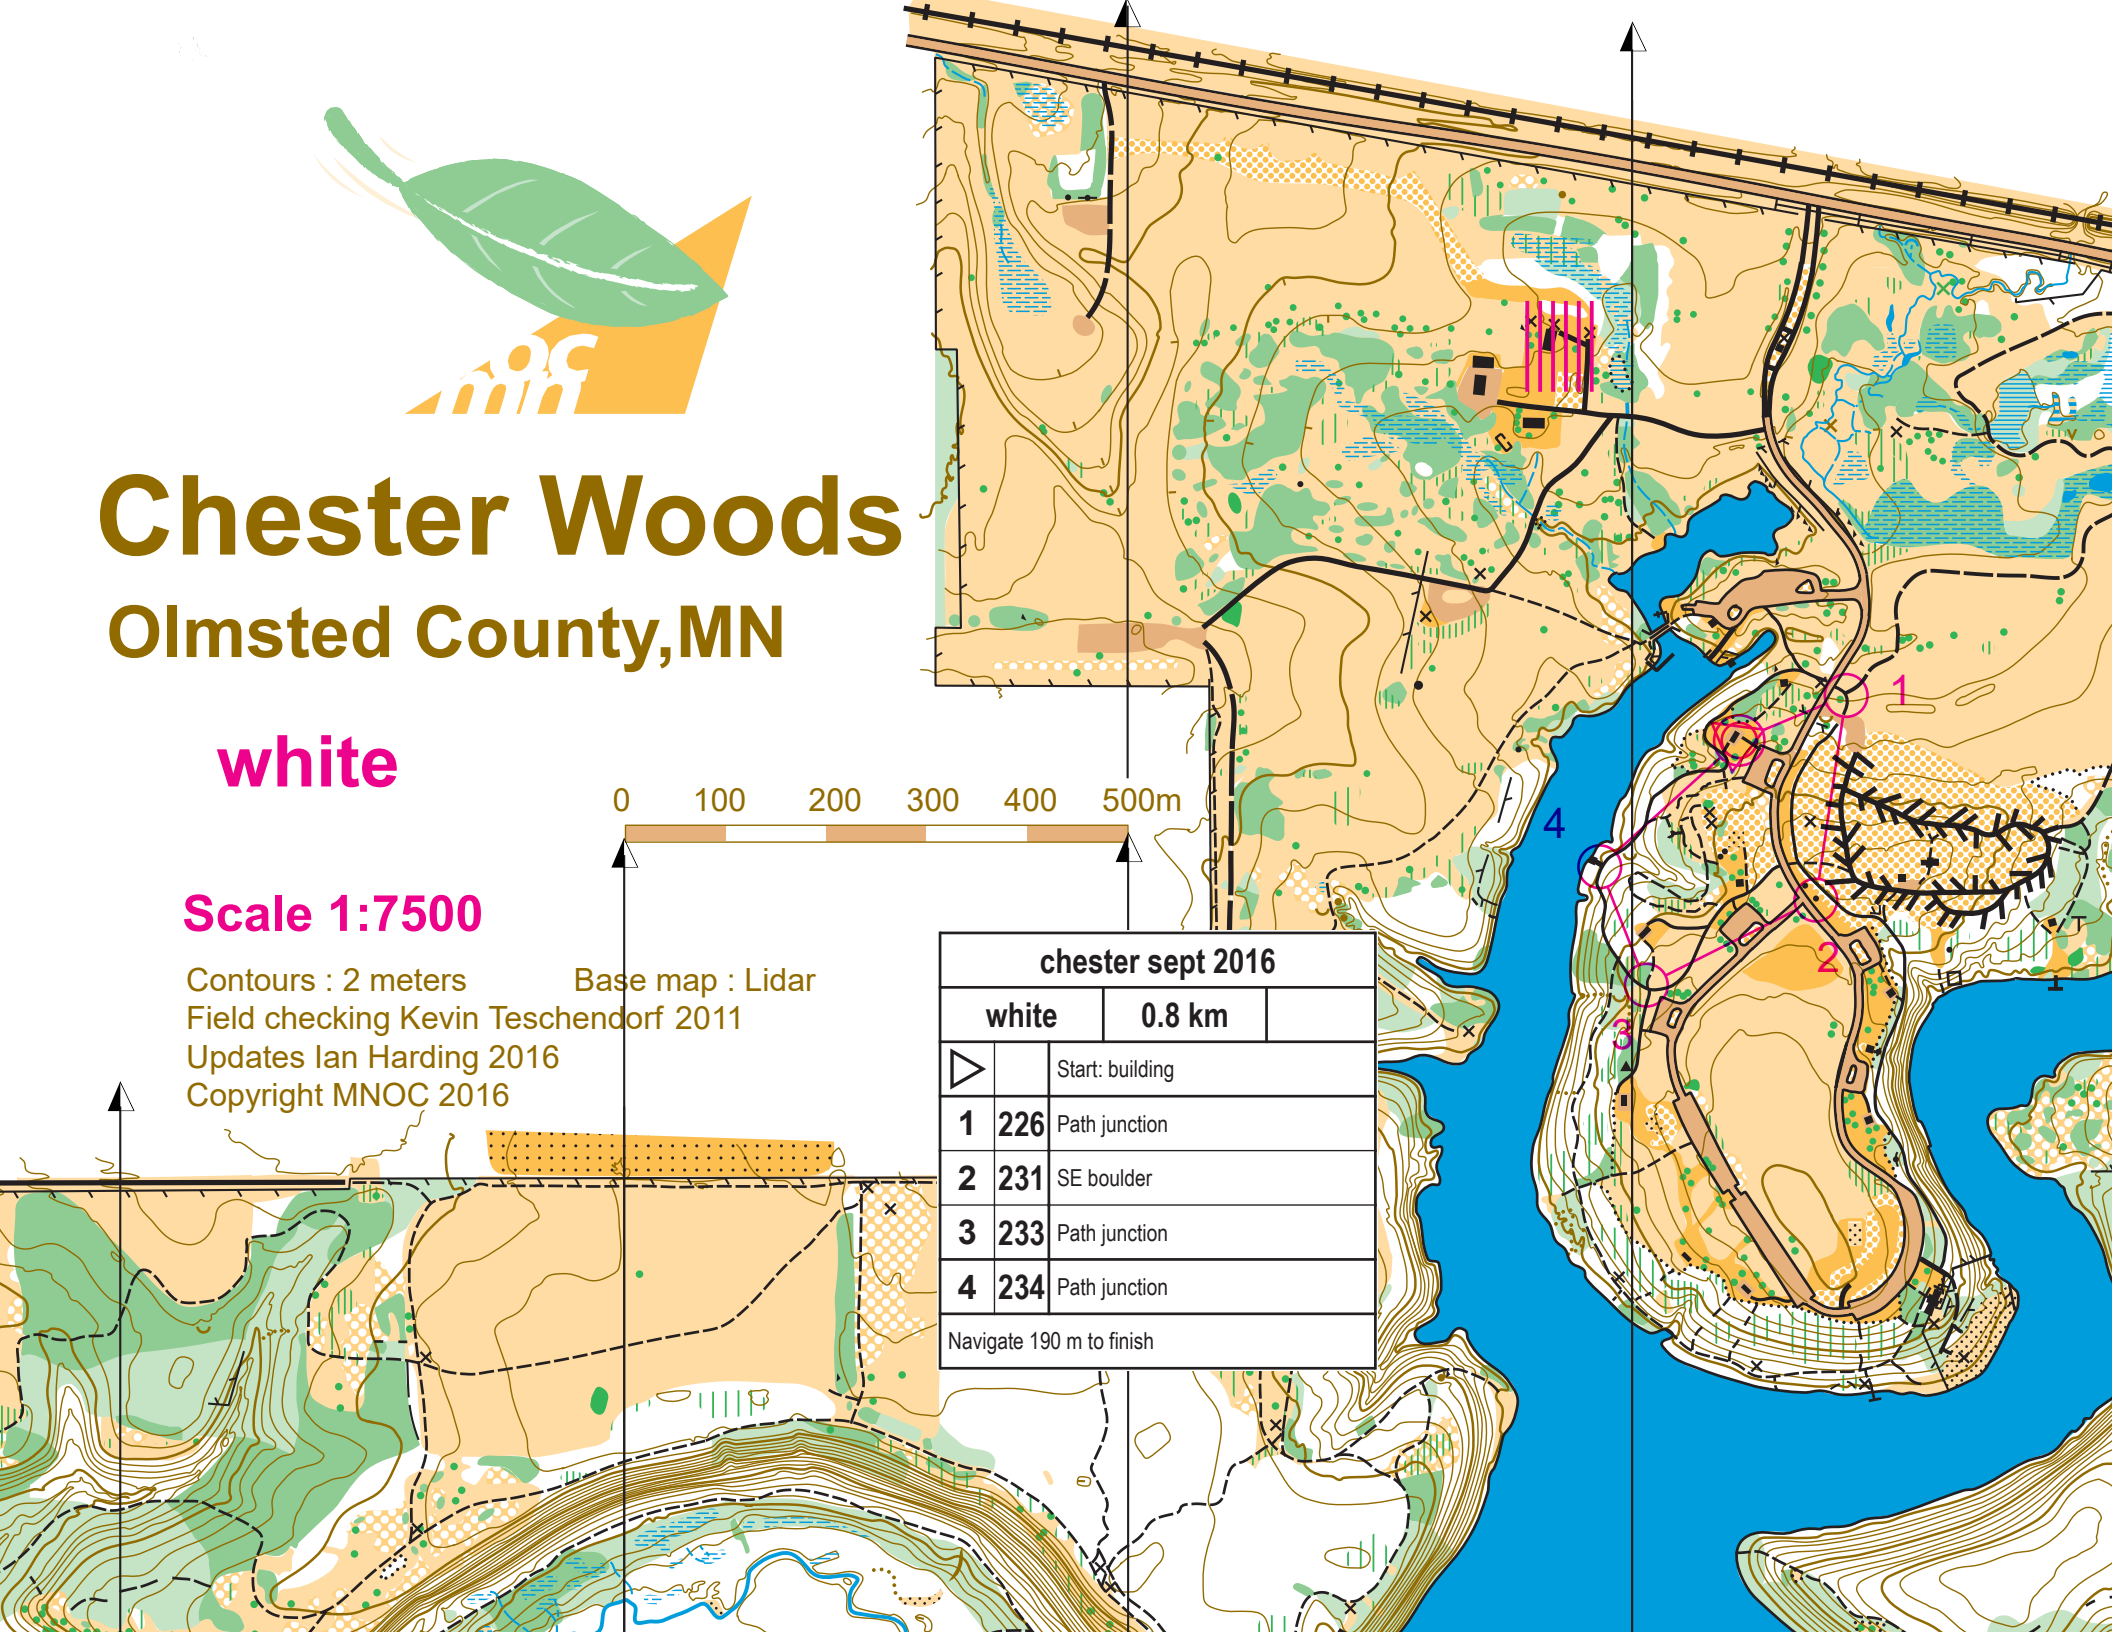 mnoc
Chester Woods
Olmsted County,MN
white
0 100 200 300 400 500m
Scale 1:7500
Contours : 2 meters Base map : Lidar
Field checking Kevin Teschendorf 2011
Updates Ian Harding 2016
Copyright MNOC 2016
chester sept 2016
white 0.8 km
Start: building
1 226 Path junction
2 231 SE boulder
3 233 Path junction
4 234 Path junction
Navigate 190 m to finish
1
4
2
3